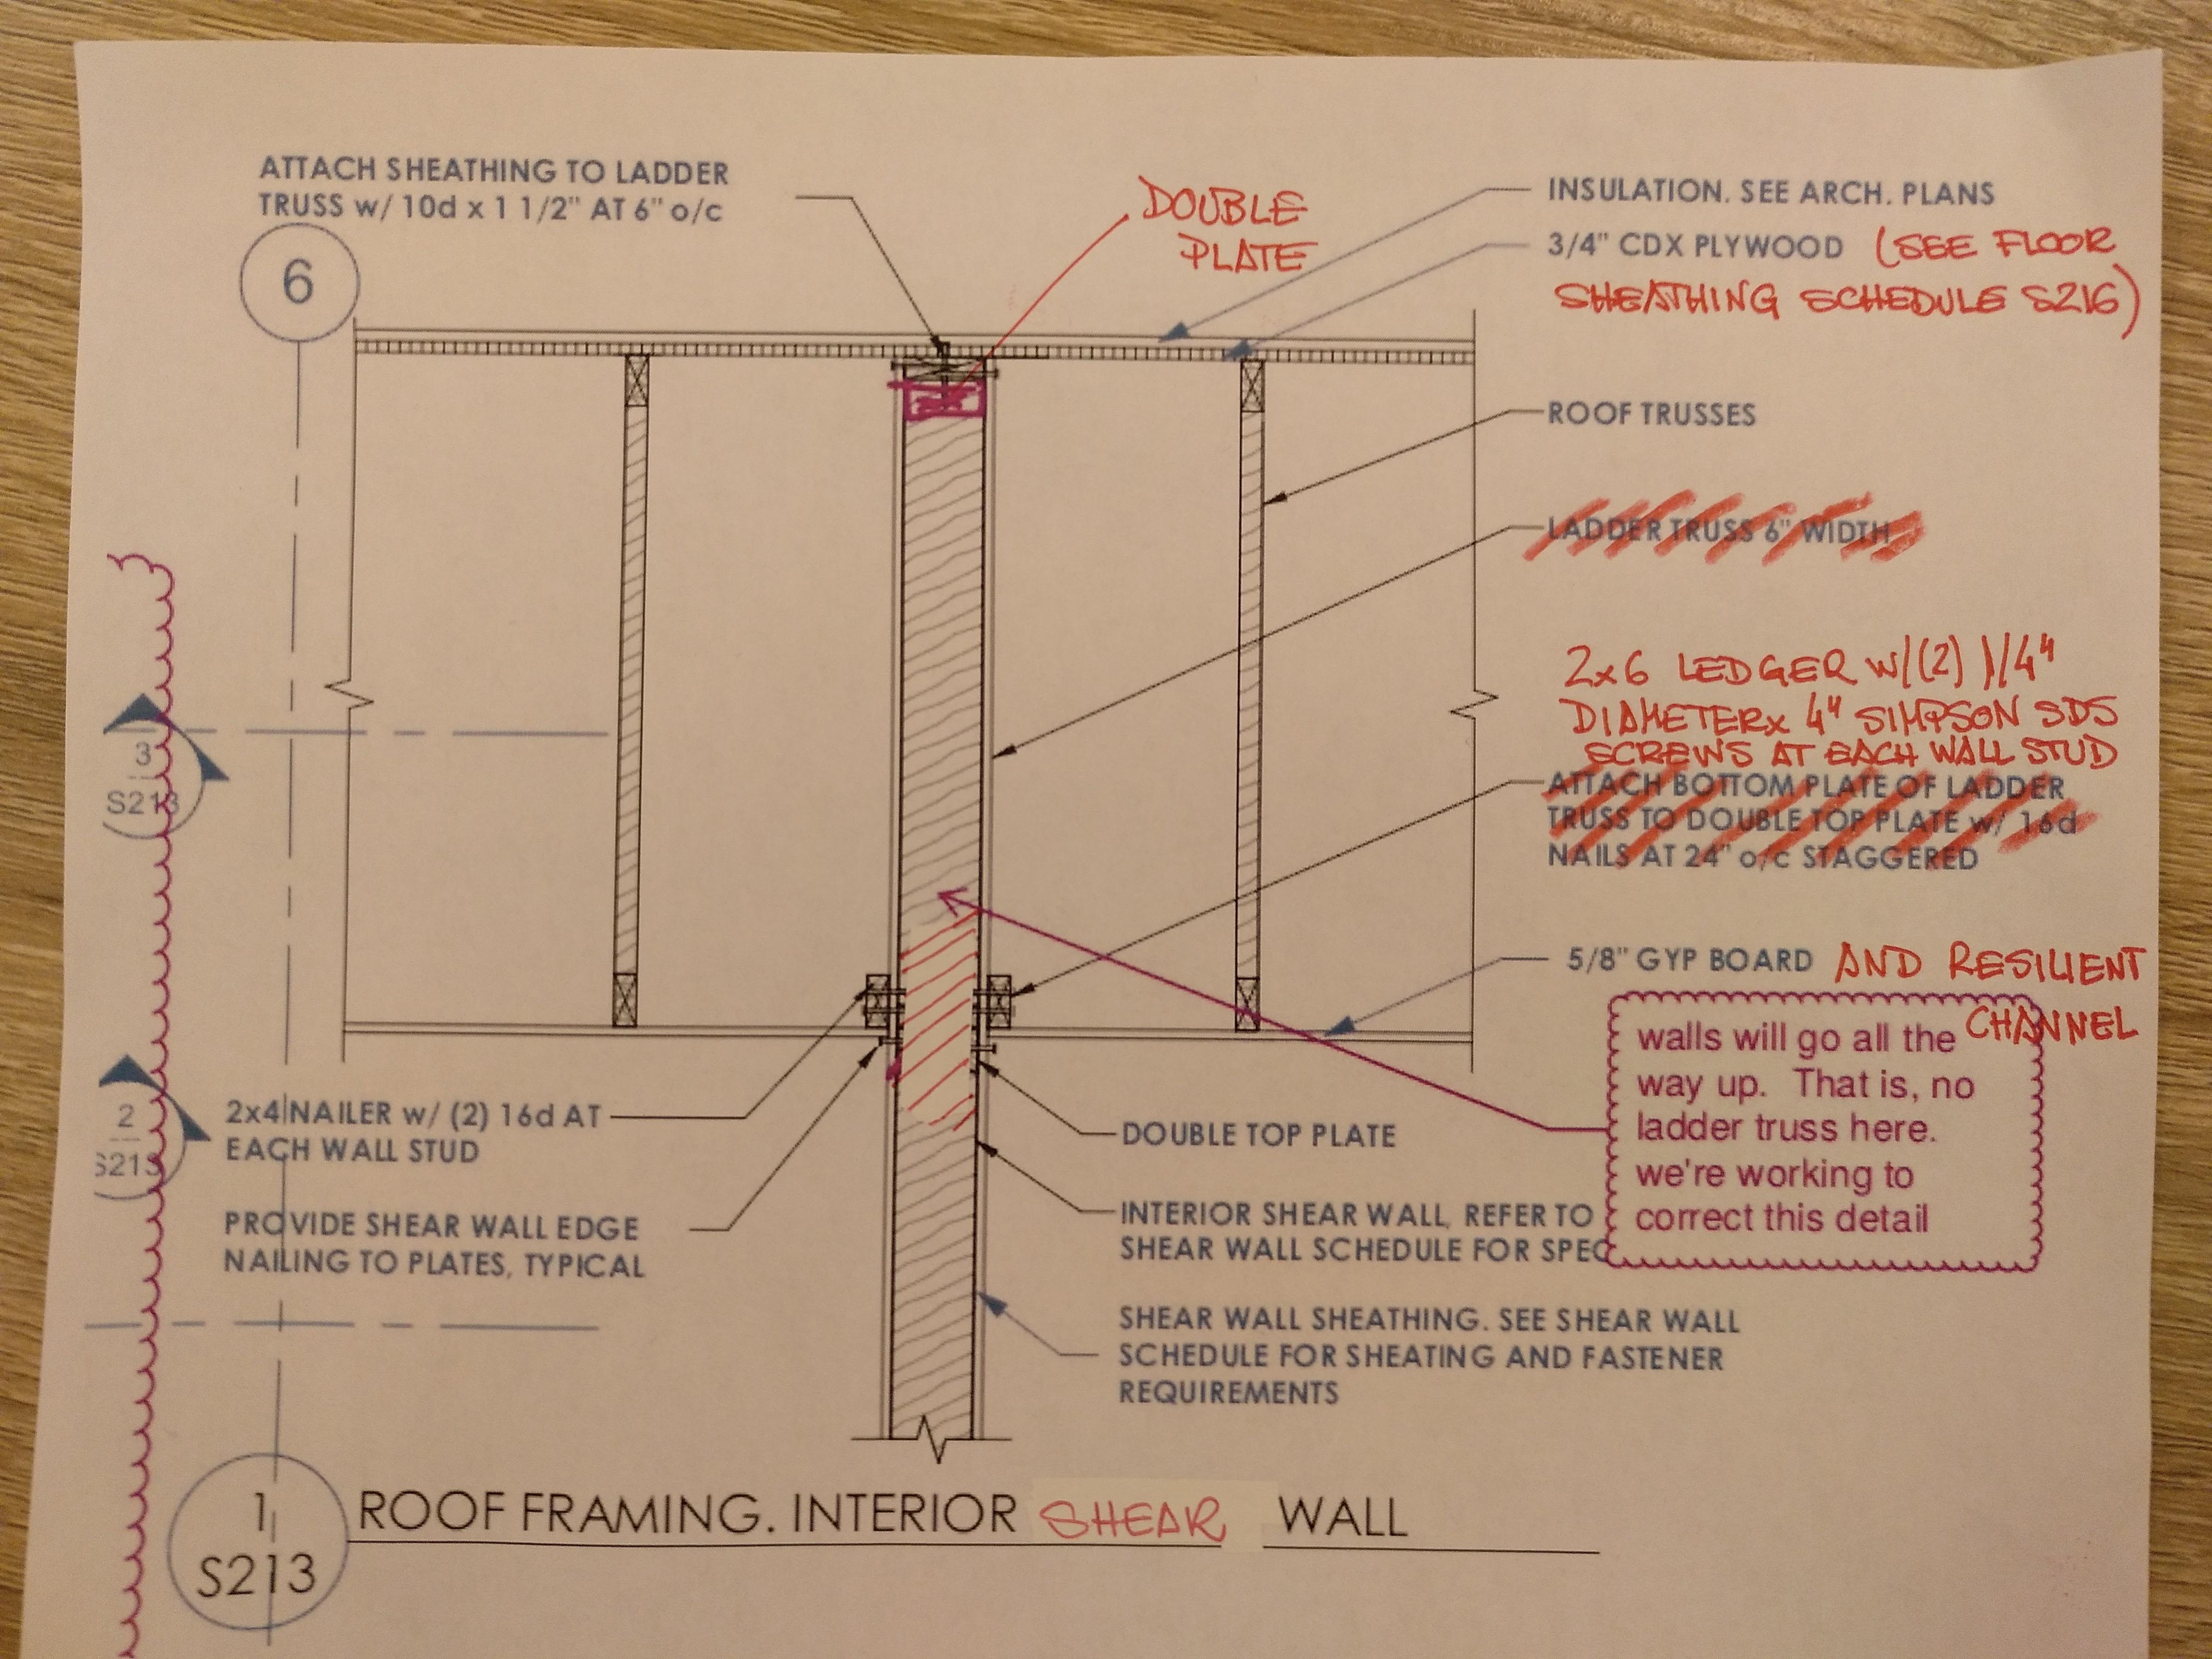 ATTACH SHEATHING TO LADDER
TRUSS w/ 10d x 1 1/2" AT 6" o/c
6
DOUBLE
PLATE
INSULATION. SEE ARCH. PLANS
3/4" CDX PLYWOOD (SEE FLOOR
SHEATHING SCHEDULE S216)
ROOF TRUSSES
LADDER TRUSS 6" WIDTH
2x6 LEDGER W/(2) 1/4"
DIAMETERx 4" SIMPSON SDS
SCREWS AT EACH WALL STUD
ATTACH BOTTOM PLATE OF LADDER
TRUSS TO DOUBLE TOP PLATE w/ 16d
NAILS AT 24" o/c STAGGERED
5/8" GYP BOARD AND RESILIENT
CHANNEL
walls will go all the
way up. That is, no
ladder truss here.
we're working to
correct this detail
3
S213
2
S213
2x4 NAILER w/ (2) 16d AT
EACH WALL STUD
PROVIDE SHEAR WALL EDGE
NAILING TO PLATES, TYPICAL
DOUBLE TOP PLATE
INTERIOR SHEAR WALL, REFER TO
SHEAR WALL SCHEDULE FOR SPEC
SHEAR WALL SHEATHING. SEE SHEAR WALL
SCHEDULE FOR SHEATING AND FASTENER
REQUIREMENTS
1
S213
ROOF FRAMING. INTERIOR SHEAR WALL